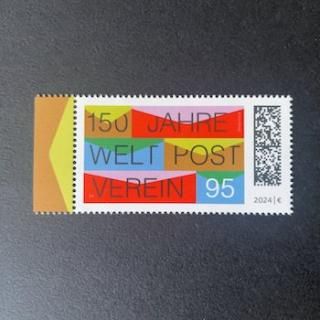 150 JAHRE
WELT POST
VEREIN 95
2024|€